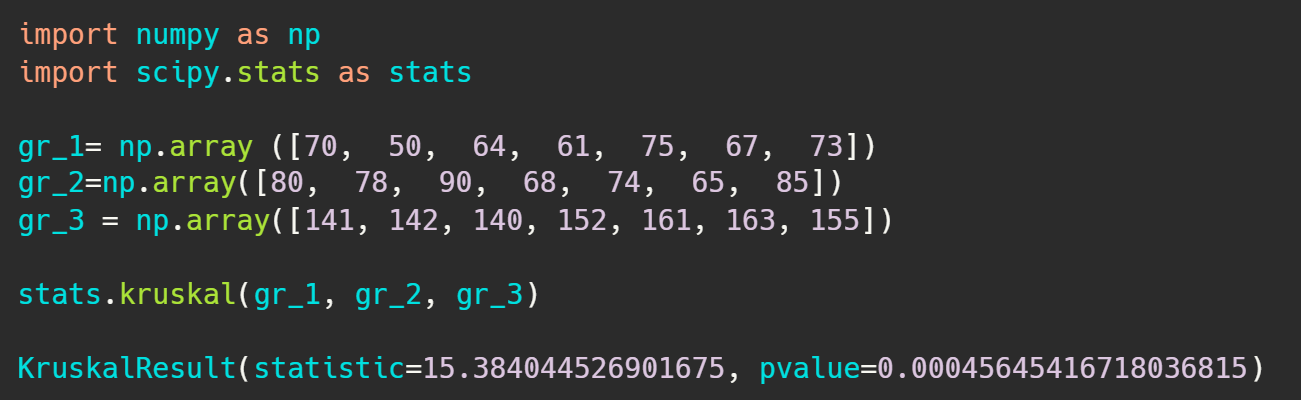 import numpy as np
import scipy.stats as stats
gr_1= np.array ([70,  50,  64,  61,  75,  67,  73])
gr_2=np.array([80,  78,  90,  68,  74,  65,  85])
gr_3 = np.array([141, 142, 140, 152, 161, 163, 155])
stats.kruskal(gr_1, gr_2, gr_3)
KruskalResult(statistic=15.384044526901675, pvalue=0.00045645416718036815)